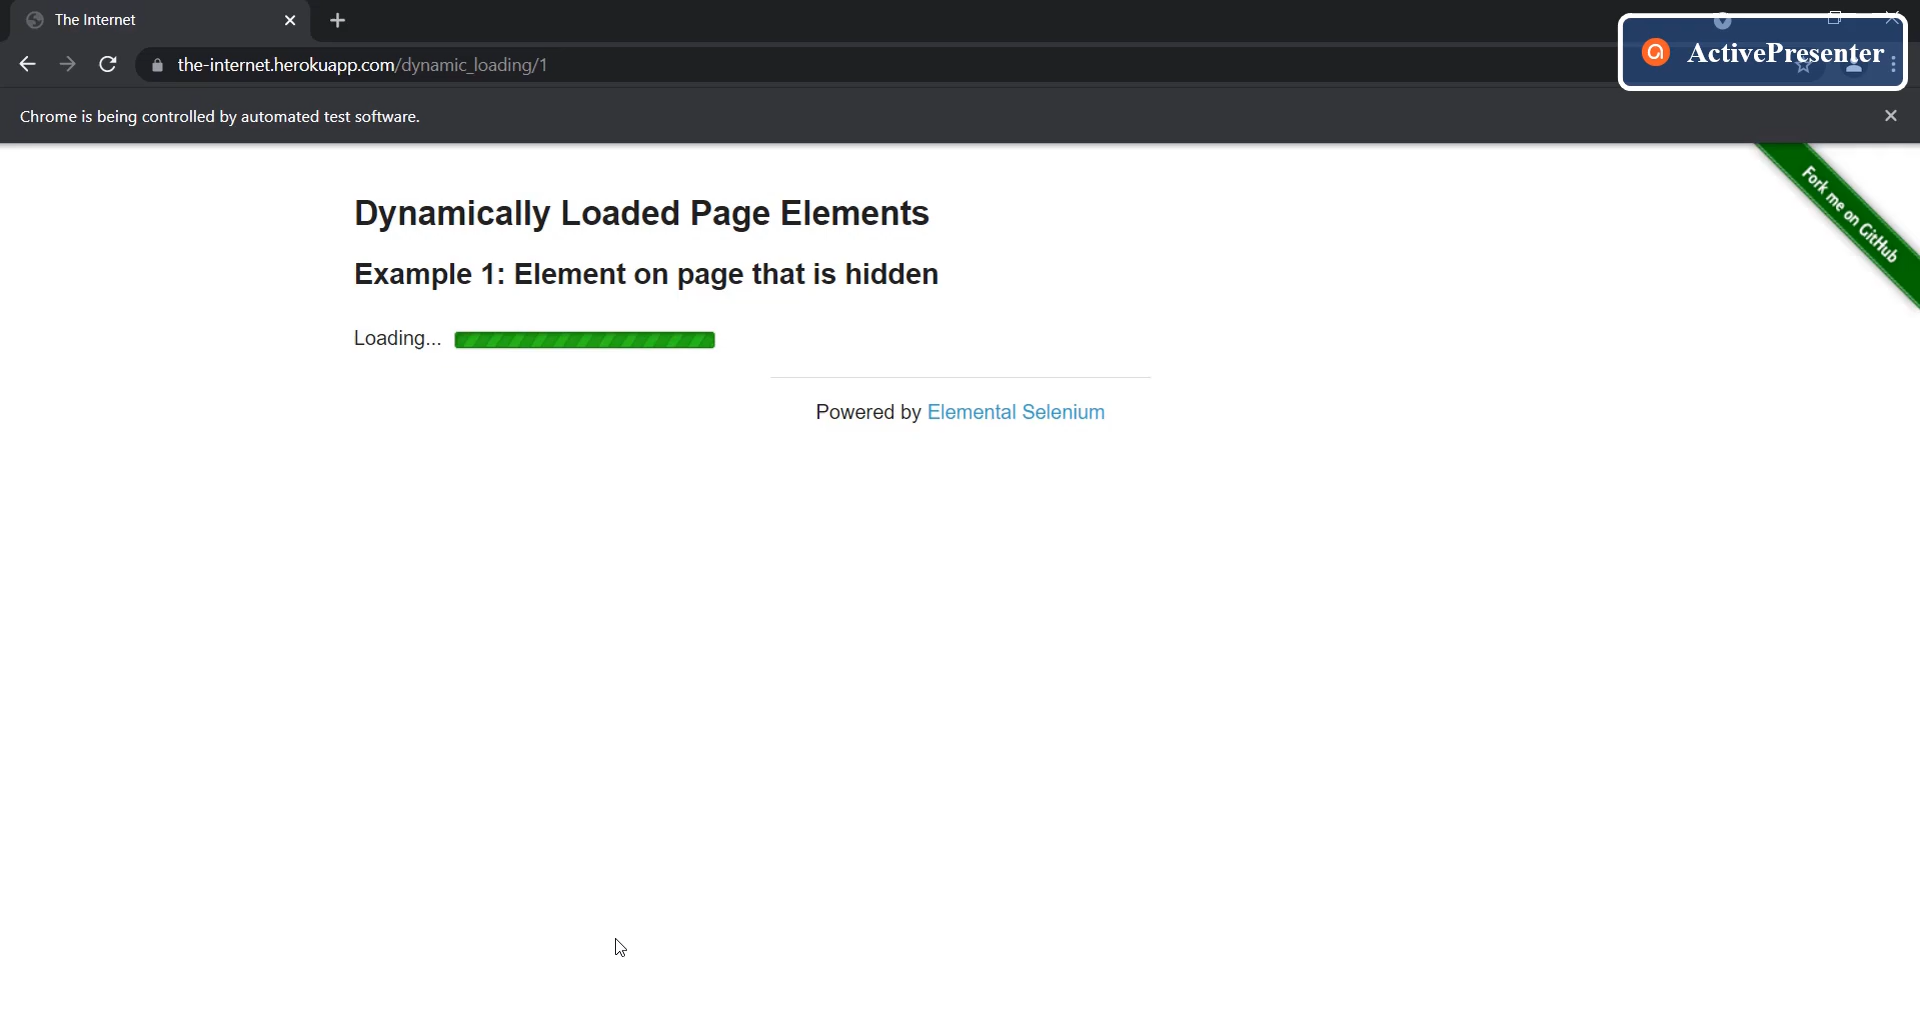 The Internet
the-internet.herokuapp.com/dynamic_loading/1
ActivePresenter
Chrome is being controlled by automated test software.
Fork me on GitHub
Dynamically Loaded Page Elements
Example 1: Element on page that is hidden
Loading...
Powered by Elemental Selenium